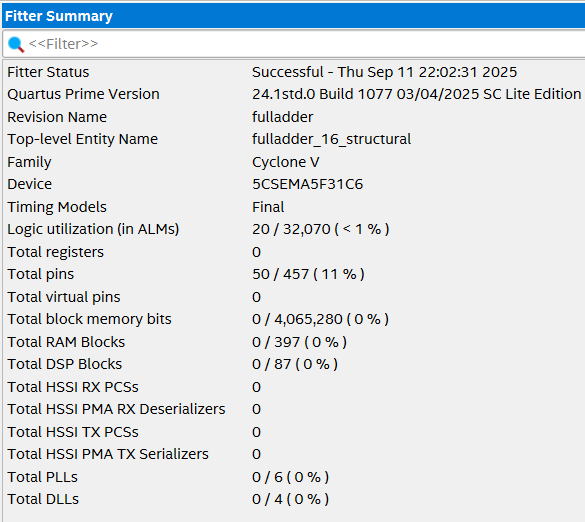 Fitter Summary
<<Filter>>
Fitter Status Successful - Thu Sep 11 22:02:31 2025
Quartus Prime Version 24.1std.0 Build 1077 03/04/2025 SC Lite Edition
Revision Name fulladder
Top-level Entity Name fulladder_16_structural
Family Cyclone V
Device 5CSEMA5F31C6
Timing Models Final
Logic utilization (in ALMs) 20 / 32,070 ( < 1 % )
Total registers 0
Total pins 50 / 457 ( 11 % )
Total virtual pins 0
Total block memory bits 0 / 4,065,280 ( 0 % )
Total RAM Blocks 0 / 397 ( 0 % )
Total DSP Blocks 0 / 87 ( 0 % )
Total HSSI RX PCSs 0
Total HSSI PMA RX Deserializers 0
Total HSSI TX PCSs 0
Total HSSI PMA TX Serializers 0
Total PLLs 0 / 6 ( 0 % )
Total DLLs 0 / 4 ( 0 % )